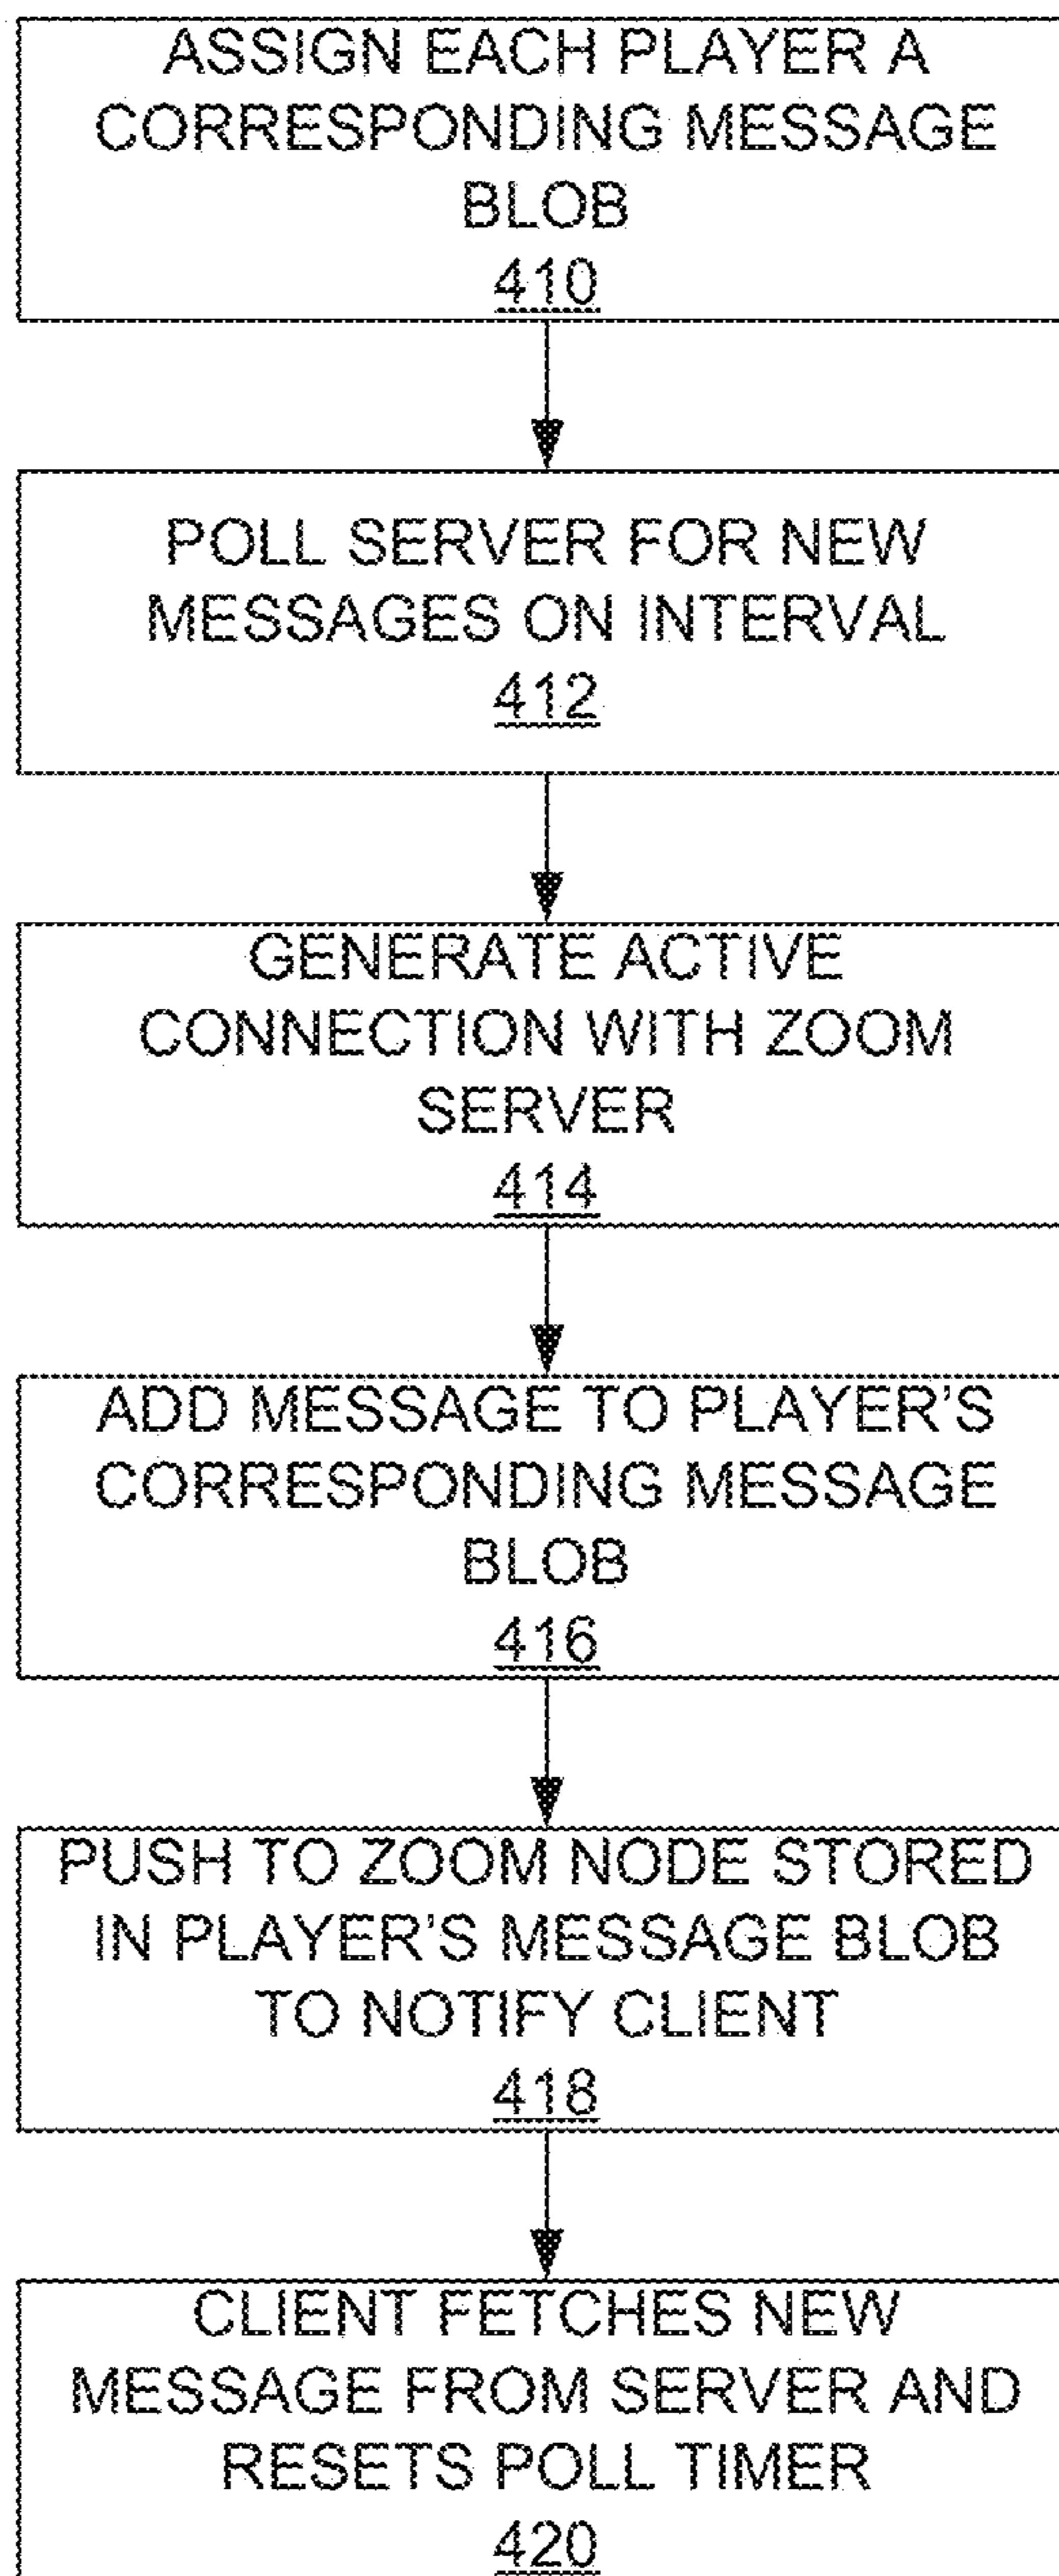 ASSIGN EACH PLAYER A
CORRESPONDING MESSAGE
BLOB
410
POLL SERVER FOR NEW
MESSAGES ON INTERVAL
412
GENERATE ACTIVE
CONNECTION WITH ZOOM
SERVER
414
ADD MESSAGE TO PLAYER'S
CORRESPONDING MESSAGE
BLOB
416
PUSH TO ZOOM NODE STORED
IN PLAYER'S MESSAGE BLOB
TO NOTIFY CLIENT
418
CLIENT FETCHES NEW
MESSAGE FROM SERVER AND
RESETS POLL TIMER
420